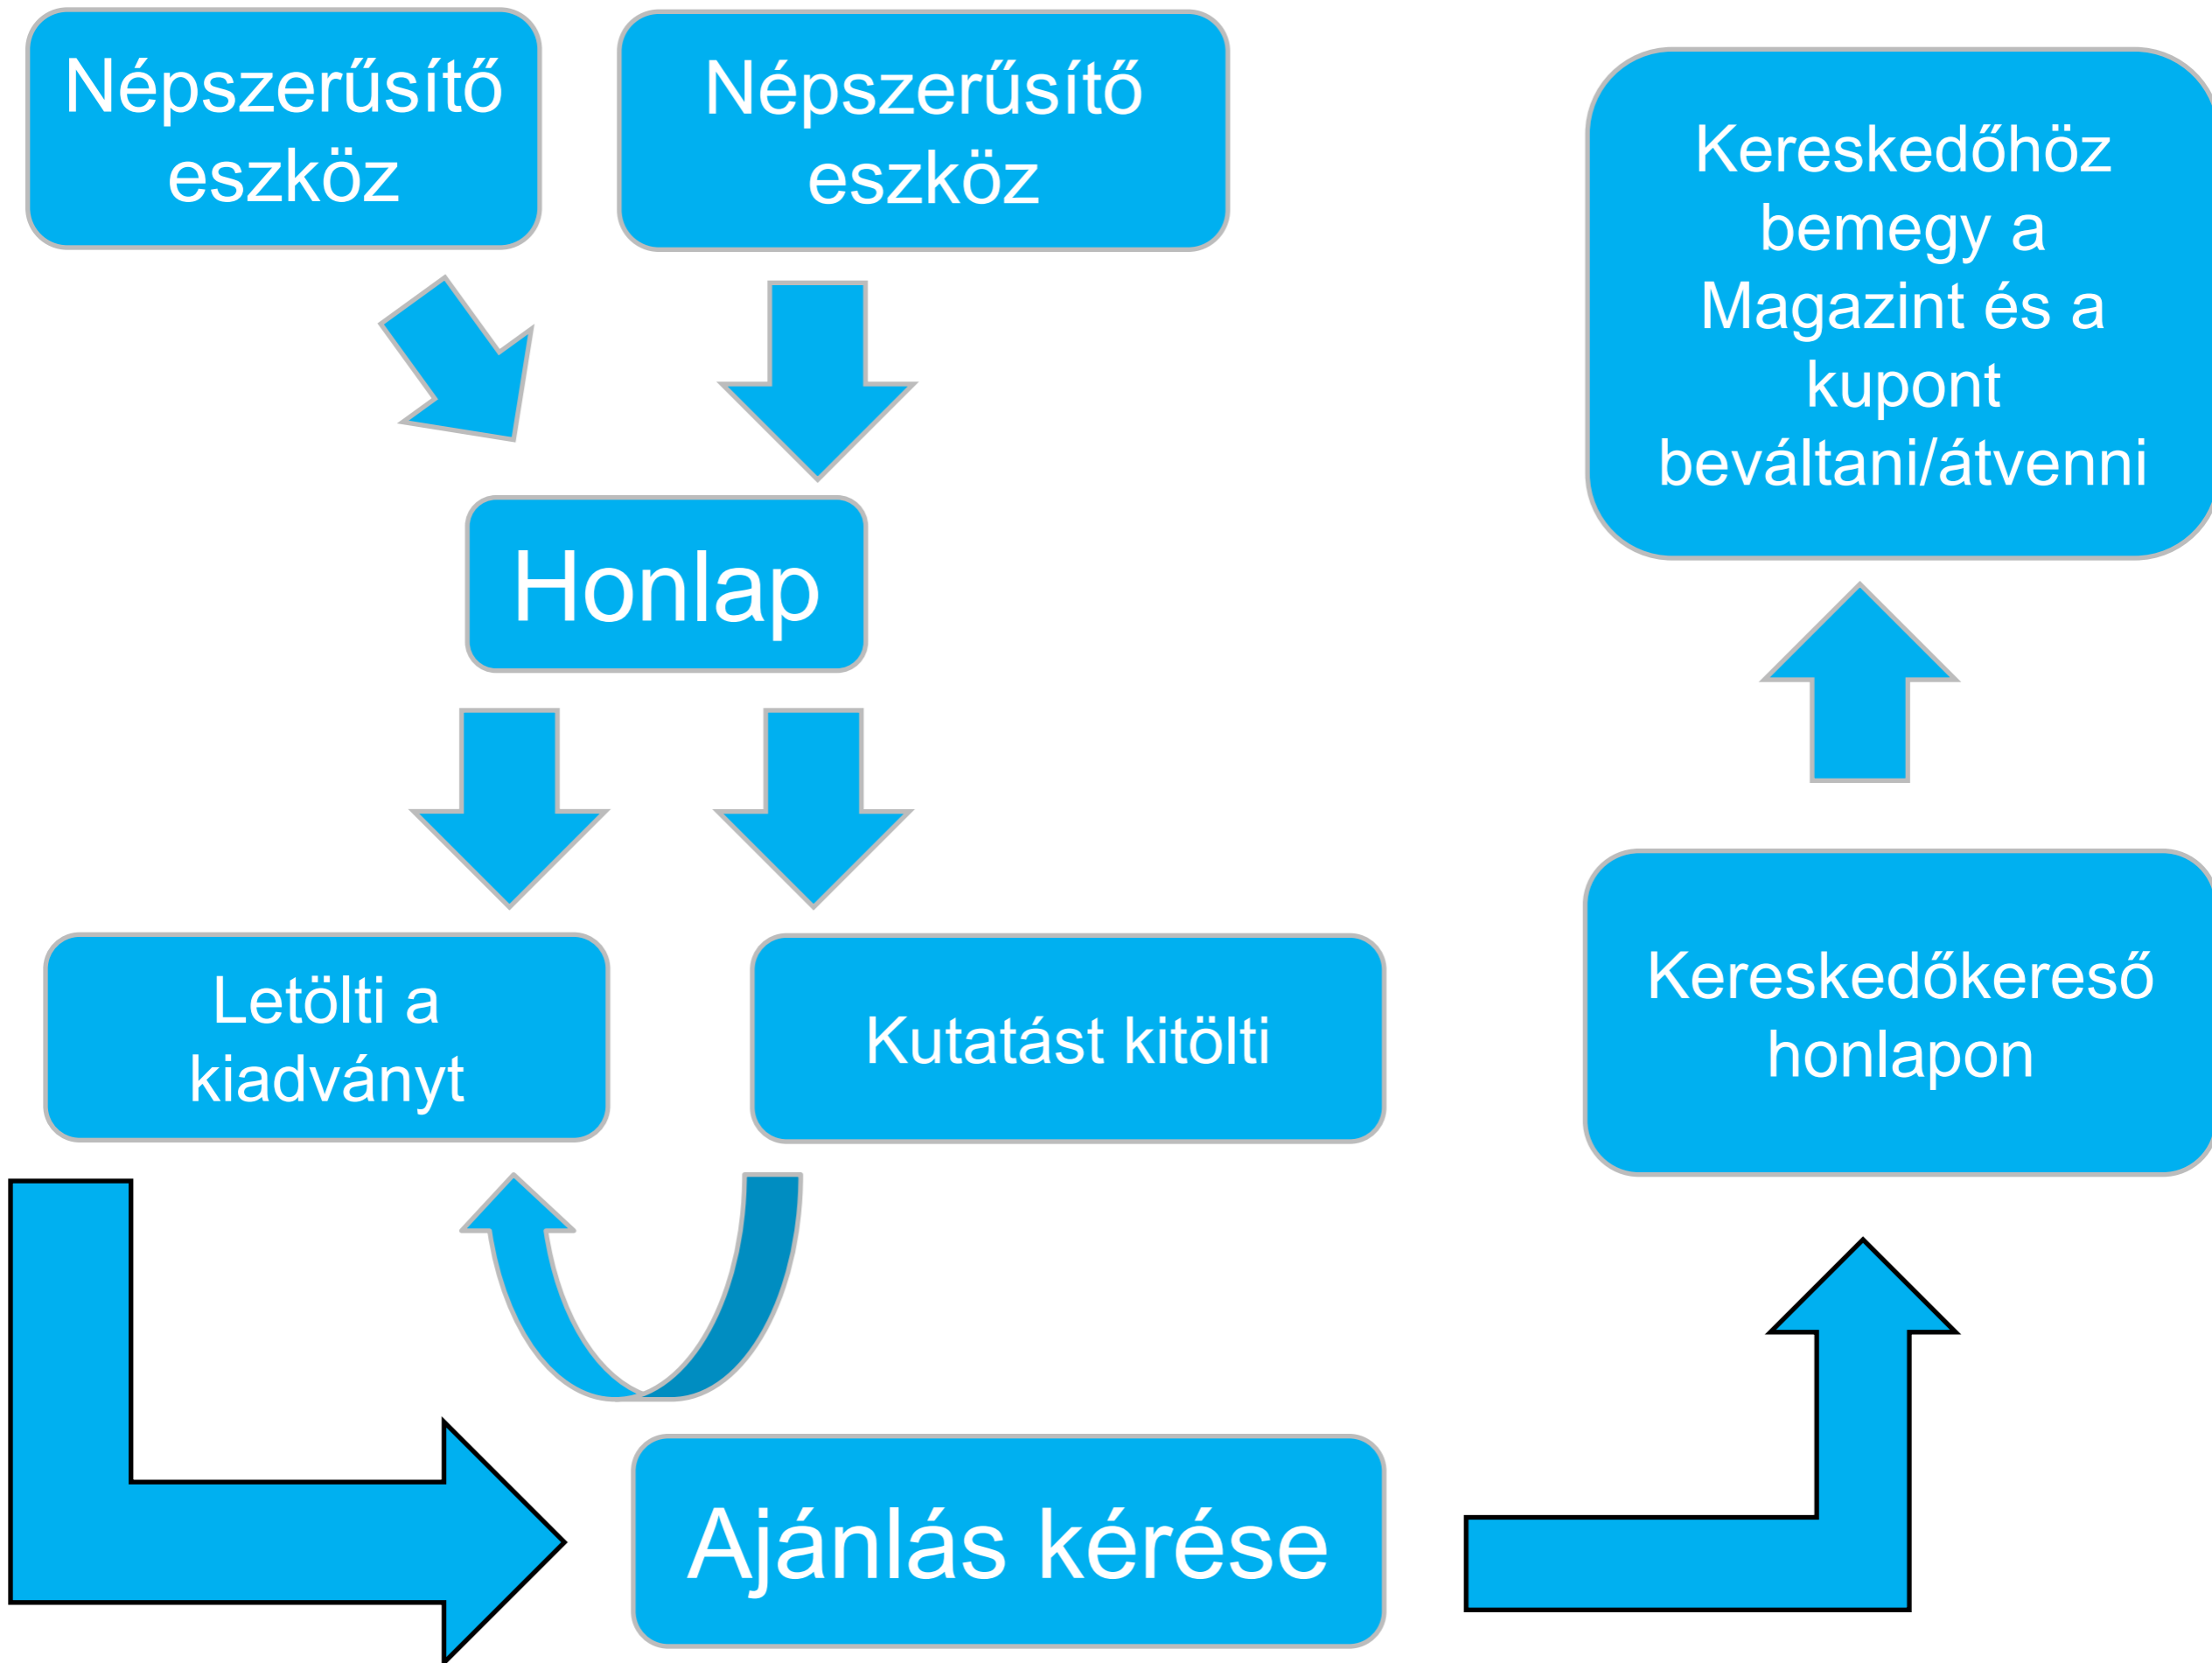 Népszerűsítő
eszköz
Népszerűsítő
eszköz
Honlap
Letölti a
kiadványt
Kutatást kitölti
Ajánlás kérése
Kereskedőkereső
honlapon
Kereskedőhöz
bemegy a
Magazint és a
kupont
beváltani/átvenni